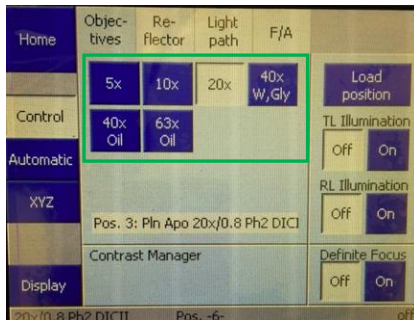 Home
Control
Automatic
XYZ
Display
Objec-
tives
Re-
flector
Light
path
F/A
5x
10x
20x
40x
W,Gly
40x
Oil
63x
Oil
Pos. 3: Pln Apo 20x/0.8 Ph2 DICI
Load
position
TL Illumination
Off On
RL Illumination
Off On
Contrast Manager
Definite Focus
Off On
20x/0.8 Ph2 DICII Pos. -6- off